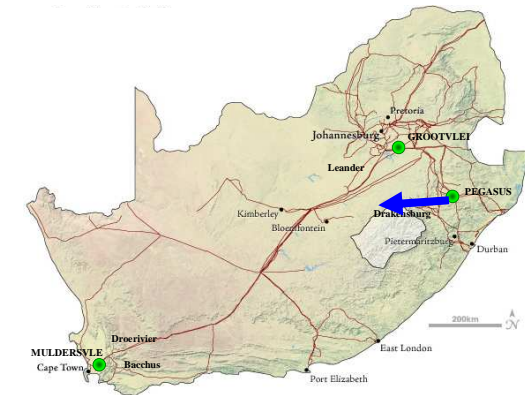 Pretoria
Johannesburg
GROOTVLEI
Leander
PEGASUS
Kimberley
Drakensburg
Bloemfontein
Pietermaritzburg
Durban
200km
N
Droerivier
MULDERSVLE
Bacchus
Cape Town
East London
Port Elizabeth